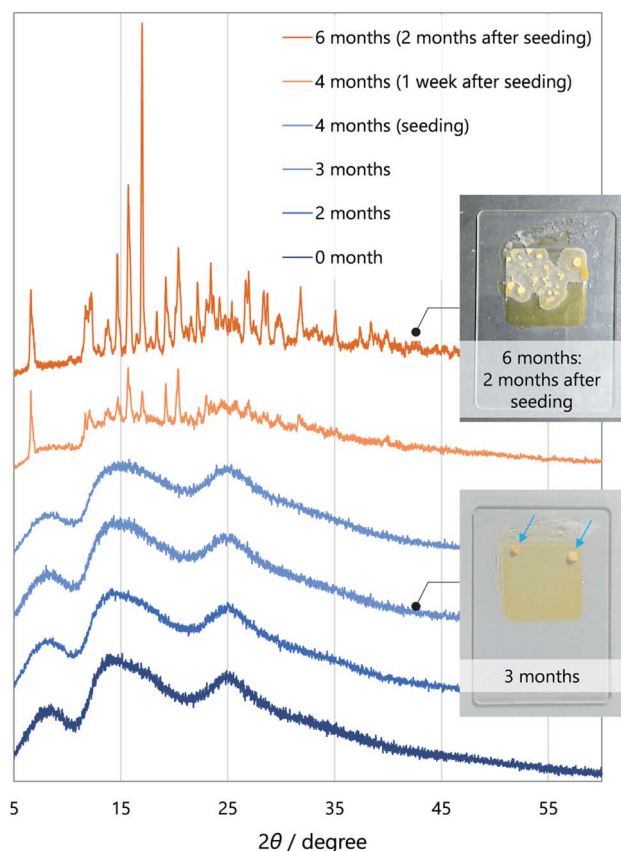 6 months (2 months after seeding)
4 months (1 week after seeding)
4 months (seeding)
3 months
2 months
0 month
6 months:
2 months after
seeding
3 months
5 15 25 35 45 55
2θ / degree